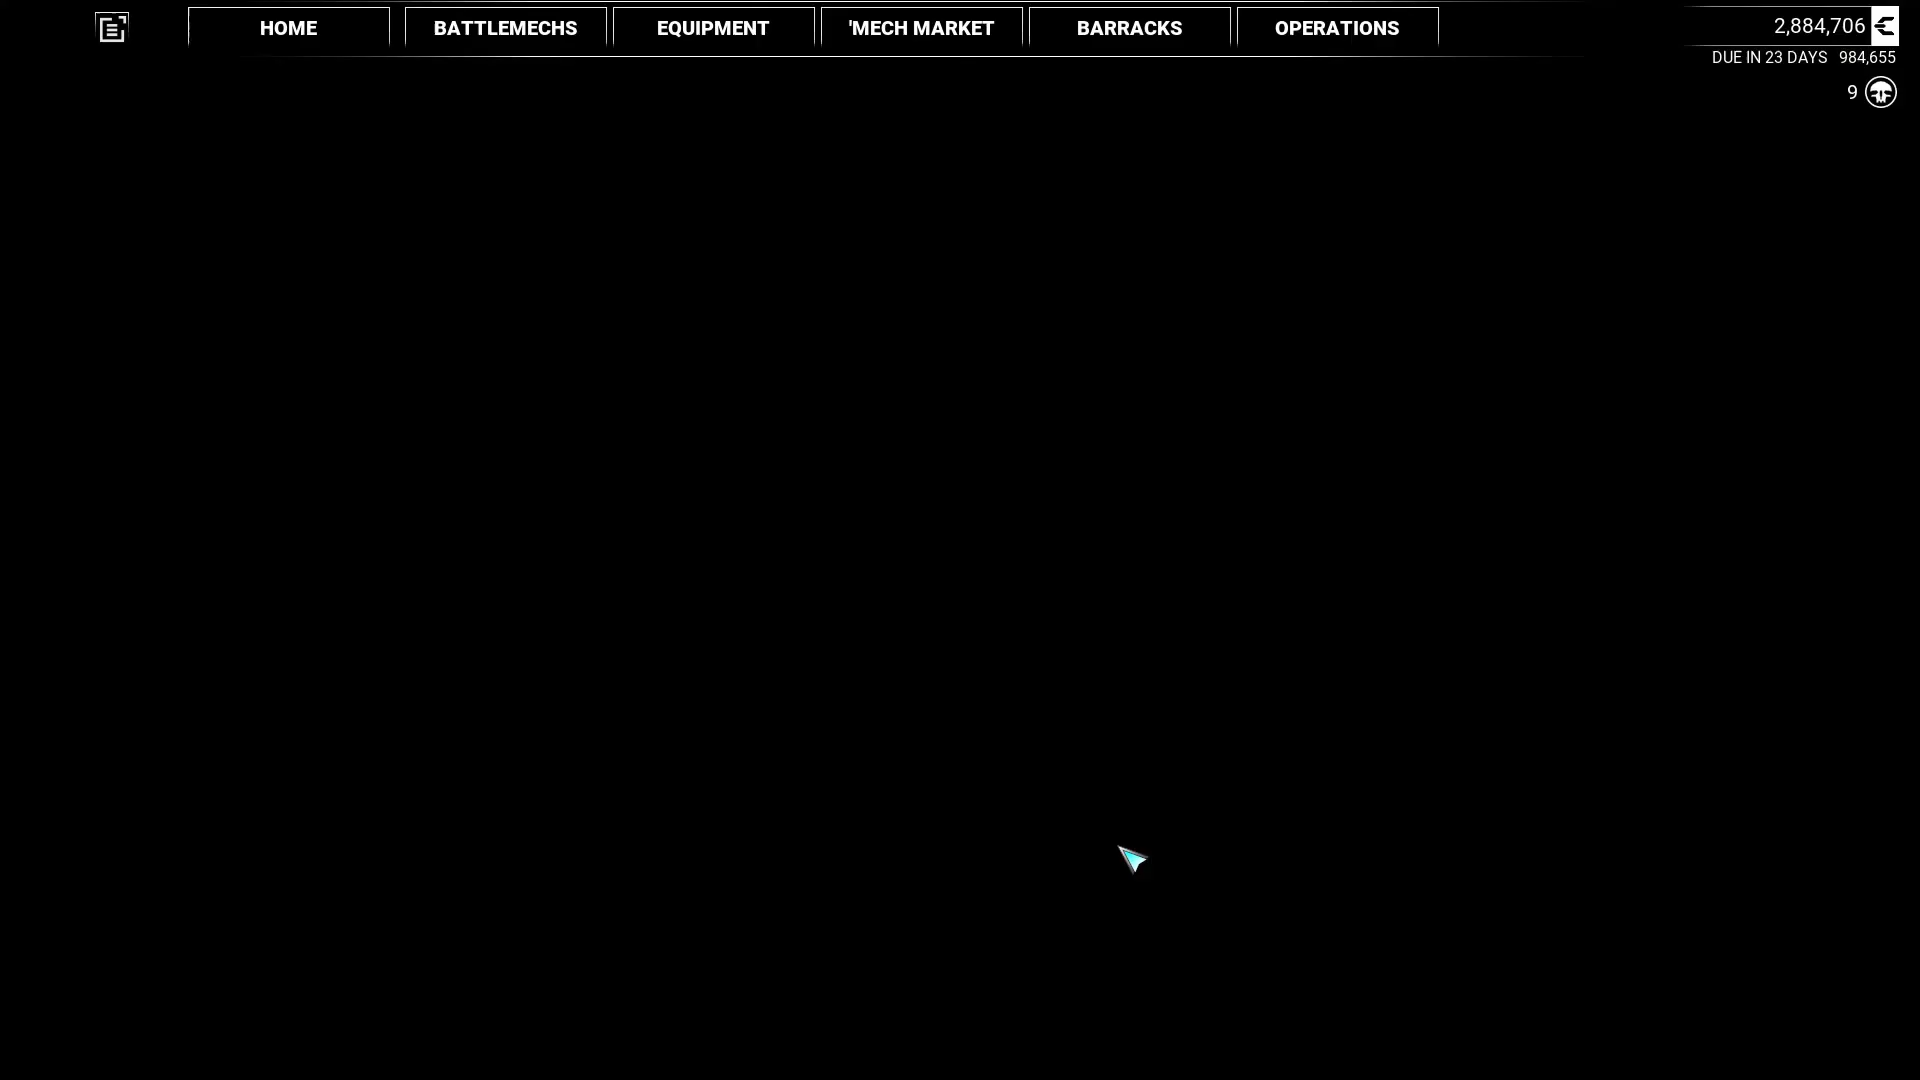 HOME
BATTLEMECHS
EQUIPMENT
'MECH MARKET
BARRACKS
OPERATIONS
2,884,706
DUE IN 23 DAYS 984,655
9